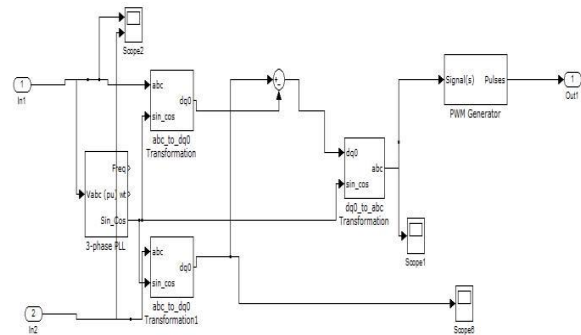 Scope2
1
In1
abc
dq0
sin_cos
abc_to_dq0
Transformation
Signal(s)
Pulses
PWM Generator
1
Out1
dq0
abc
sin_cos
dq0_to_abc
Transformation
Freq
Vabc (pu)
wt
Sin_Cos
3-phase PLL
Scope1
abc
dq0
sin_cos
abc_to_dq0
Transformation1
2
In2